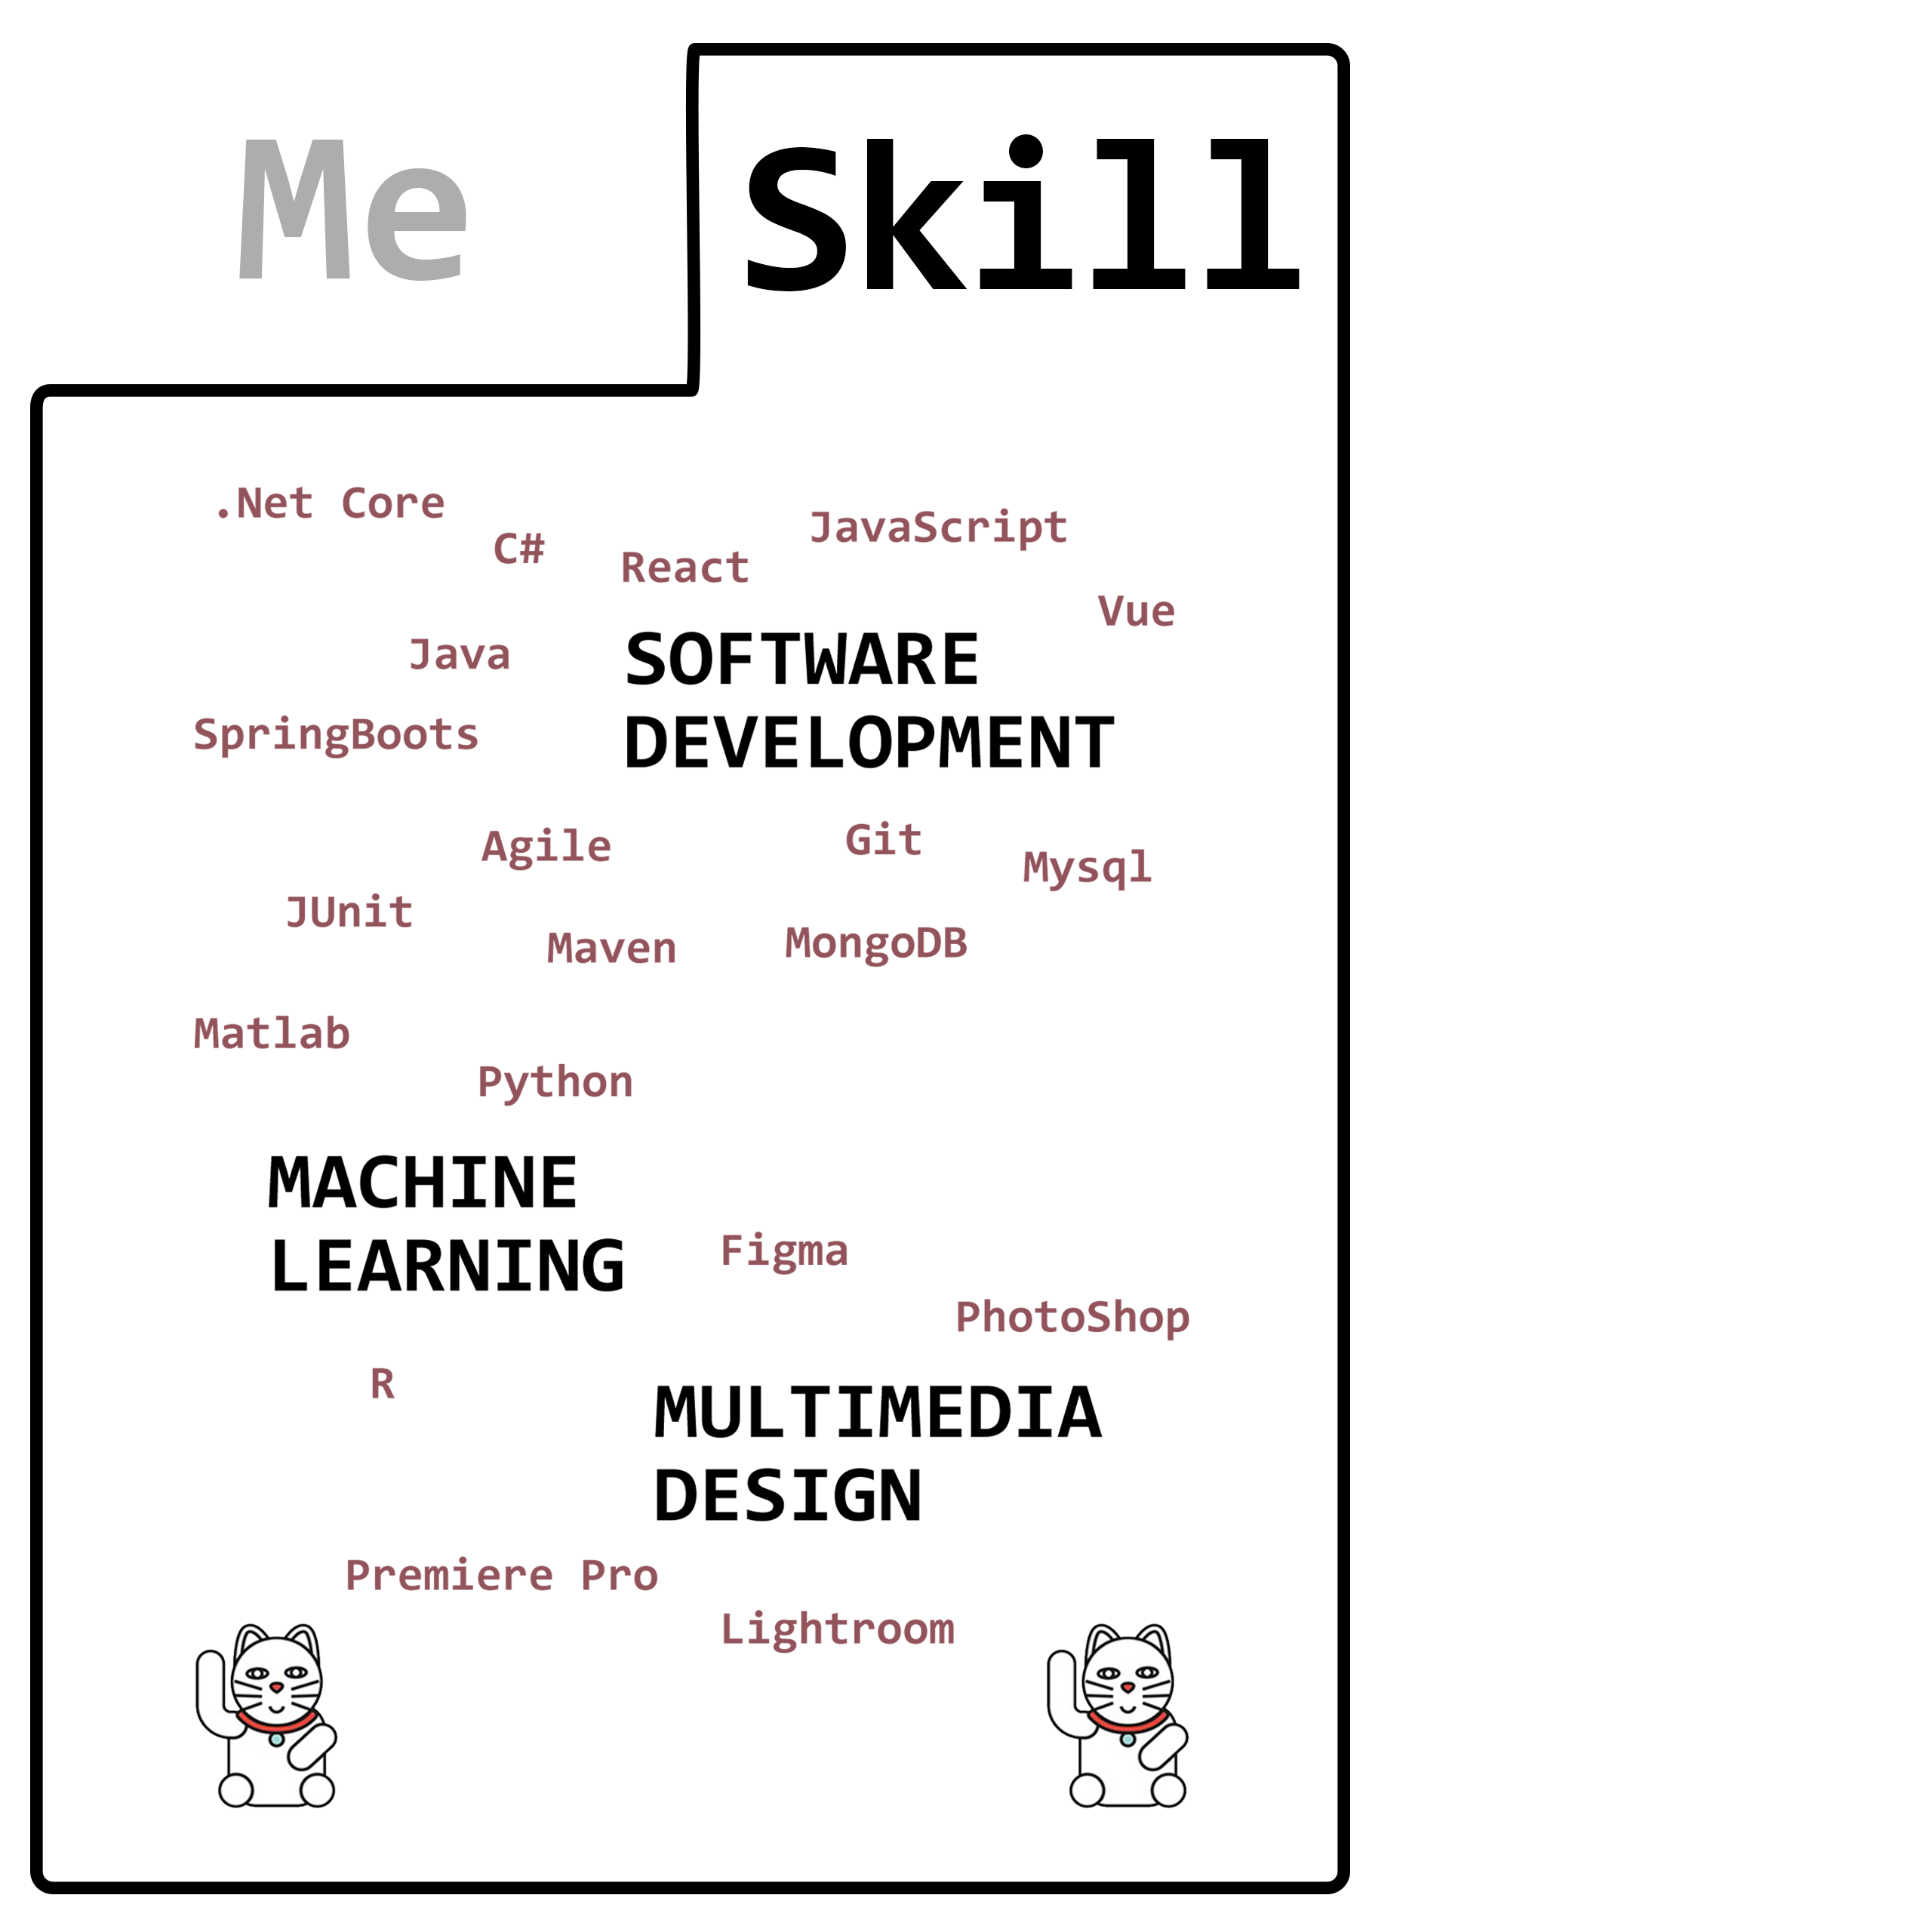 Me
Skill
.Net Core
JavaScript
C#
React
Vue
Java
SOFTWARE
DEVELOPMENT
SpringBoots
Agile
Git
Mysql
JUnit
Maven
MongoDB
Matlab
Python
MACHINE
LEARNING
Figma
PhotoShop
R
MULTIMEDIA
DESIGN
Premiere Pro
Lightroom